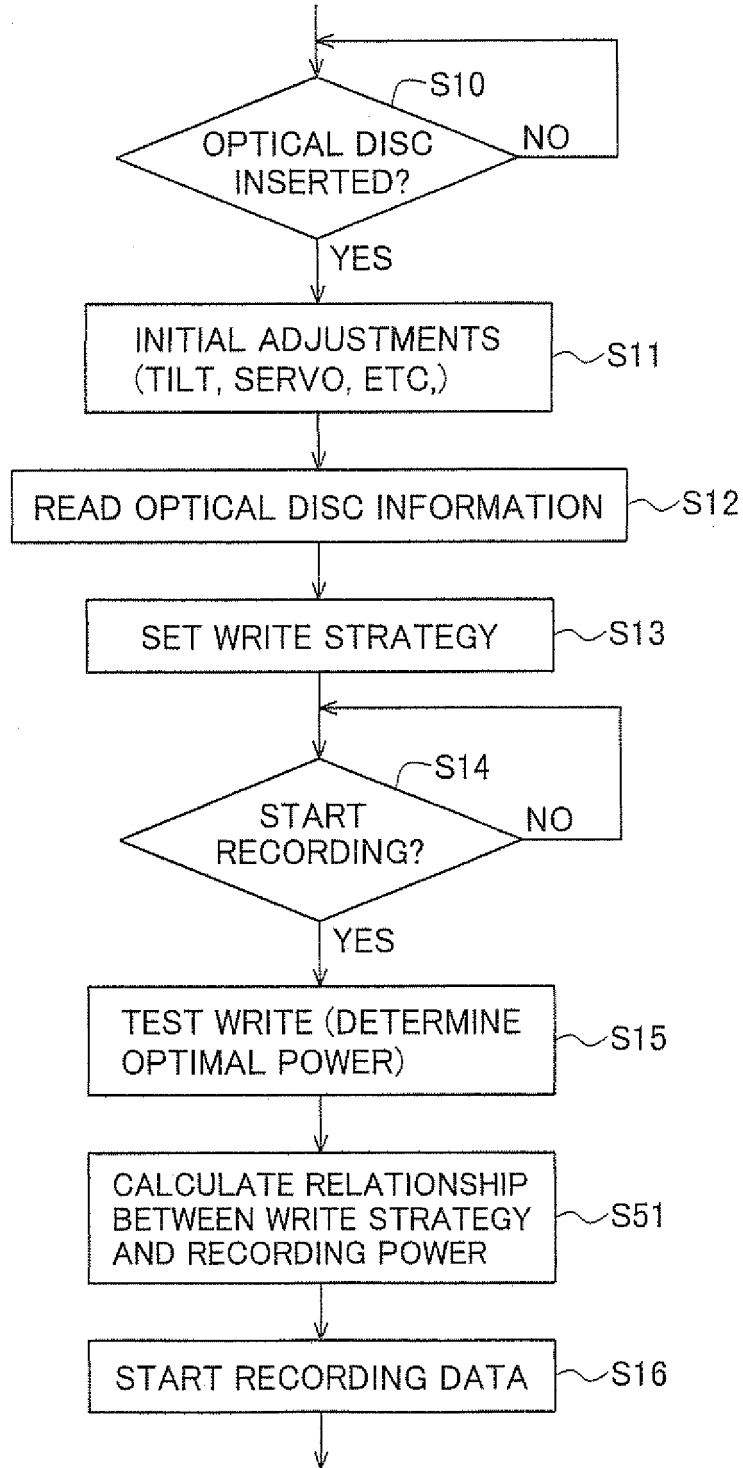 S10
OPTICAL DISC
INSERTED?
NO
YES
INITIAL ADJUSTMENTS
(TILT, SERVO, ETC,)
S11
READ OPTICAL DISC INFORMATION
S12
SET WRITE STRATEGY
S13
S14
START
RECORDING?
NO
YES
TEST WRITE (DETERMINE
OPTIMAL POWER)
S15
CALCULATE RELATIONSHIP
BETWEEN WRITE STRATEGY
AND RECORDING POWER
S51
START RECORDING DATA
S16